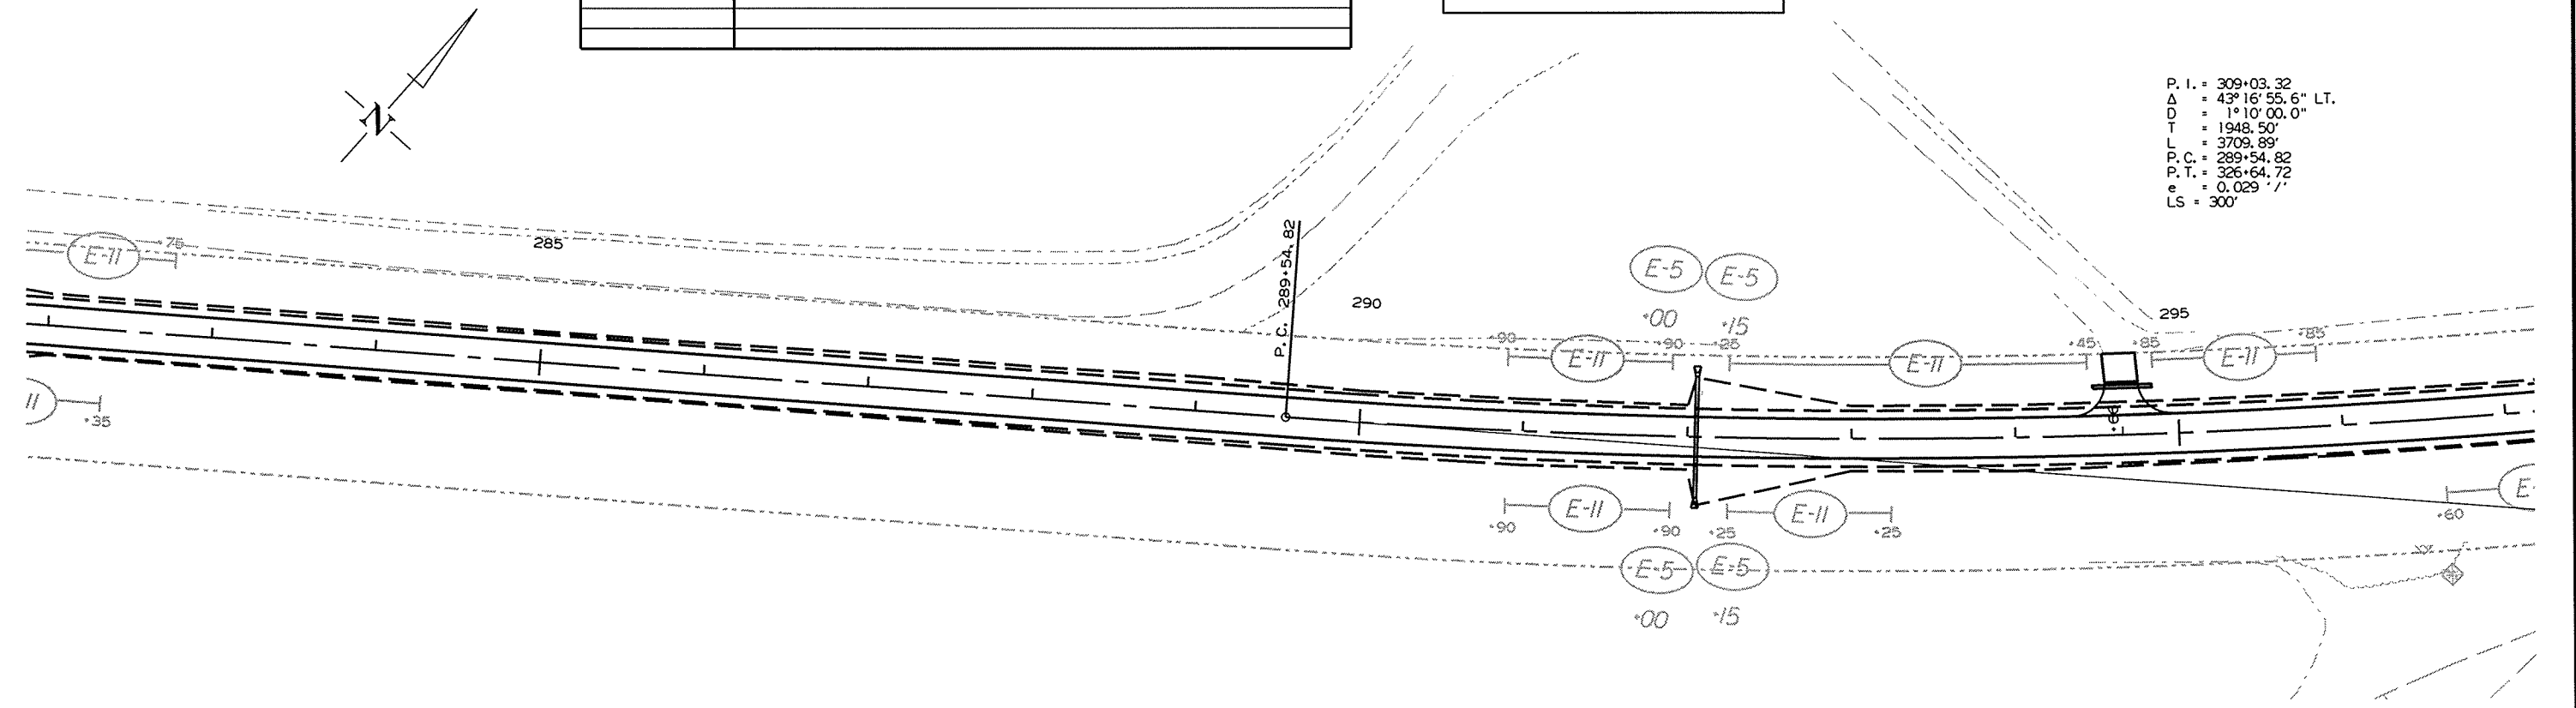 N
P.I. = 309+03.32
Δ = 43°16'55.6" LT.
D = 1°10'00.0"
T = 1948.50'
L = 3709.89'
P.C. = 289+54.82
P.T. = 326+64.72
e = 0.029 '/'
LS = 300'
E-11
+75
285
P.C. 289+54.82
290
E-5 E-5
+00 +15
295
+90 +90 +25 +45 +85 +85
E-11 E-11 E-11
11
+35
E-11 E-11
+90 +90 +25 +25
E-
+60
E-5 E-5
+00 +15